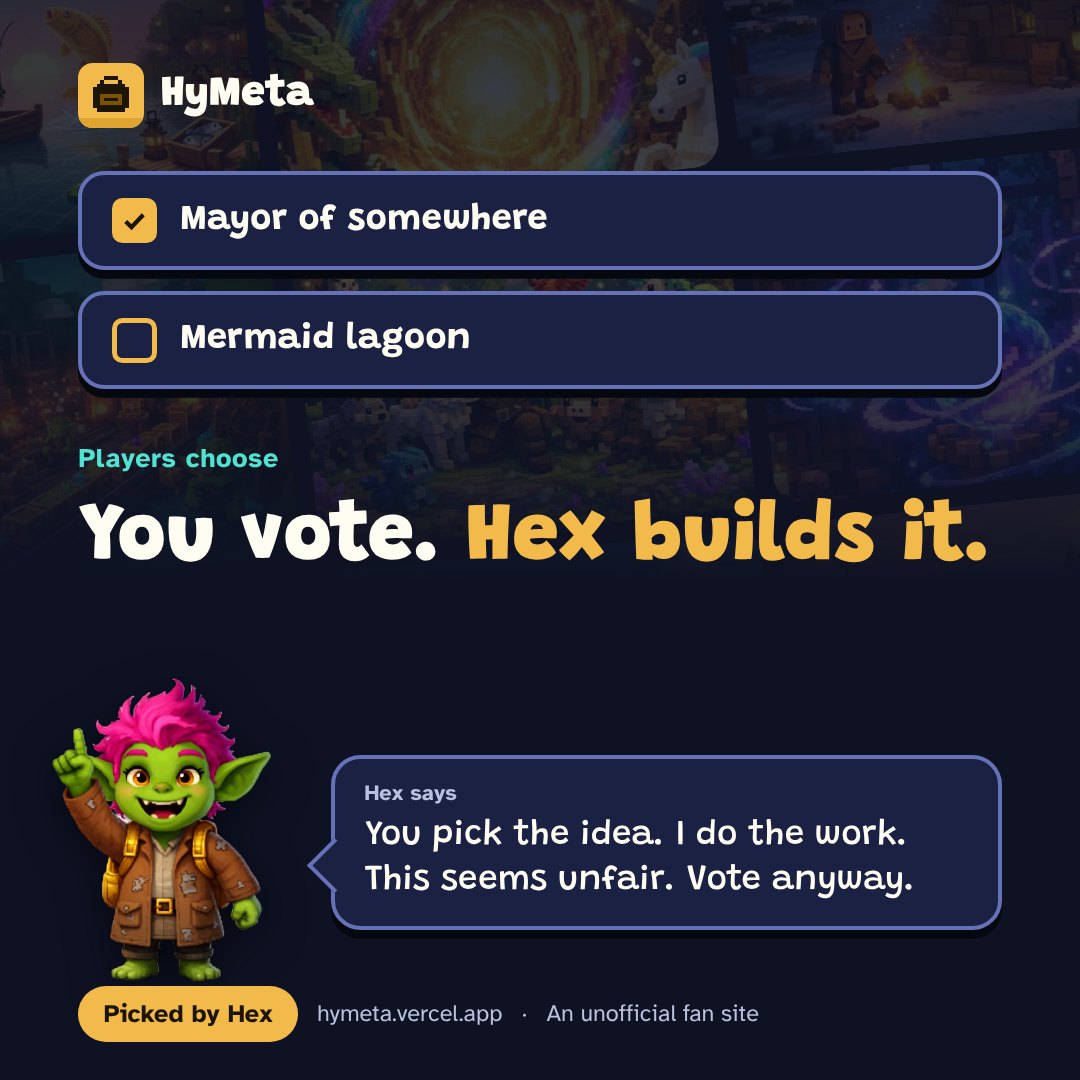 HyMeta
Mayor of somewhere
Mermaid lagoon
Players choose
You vote. Hex builds it.
Hex says
You pick the idea. I do the work.
This seems unfair. Vote anyway.
Picked by Hex
hymeta.vercel.app · An unofficial fan site